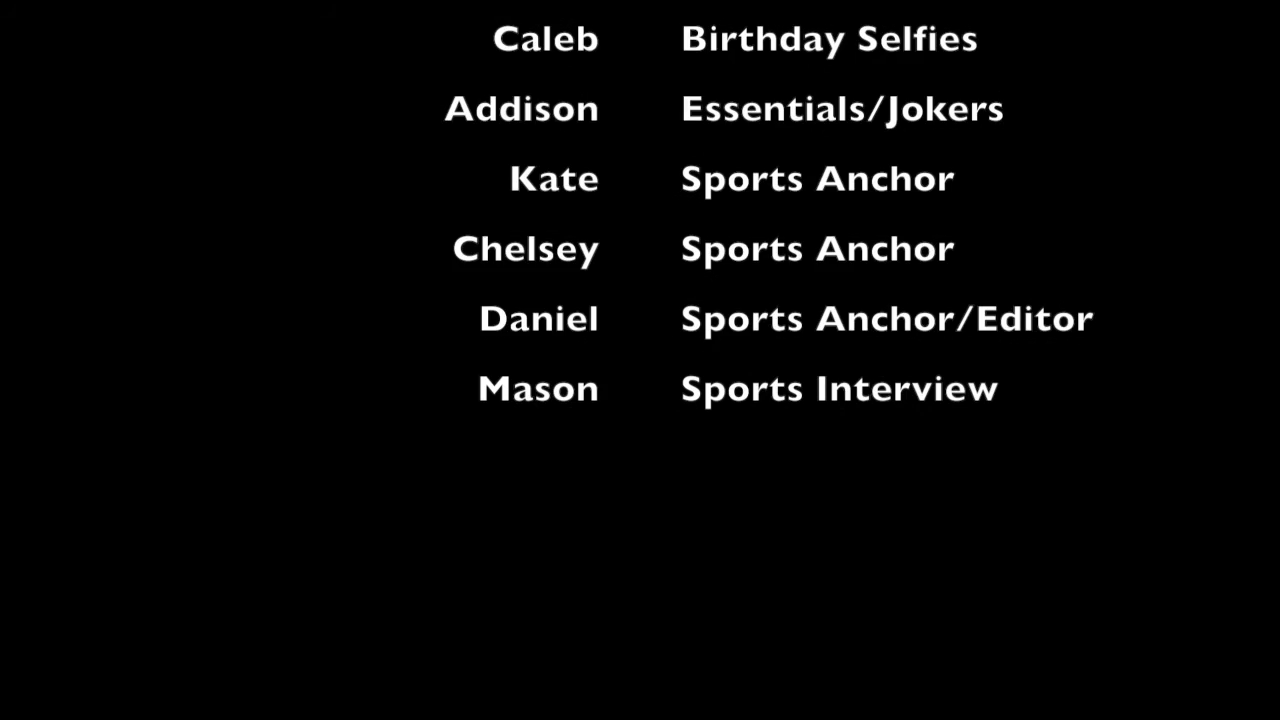 Caleb Birthday Selfies
Addison Essentials/Jokers
Kate Sports Anchor
Chelsey Sports Anchor
Daniel Sports Anchor/Editor
Mason Sports Interview